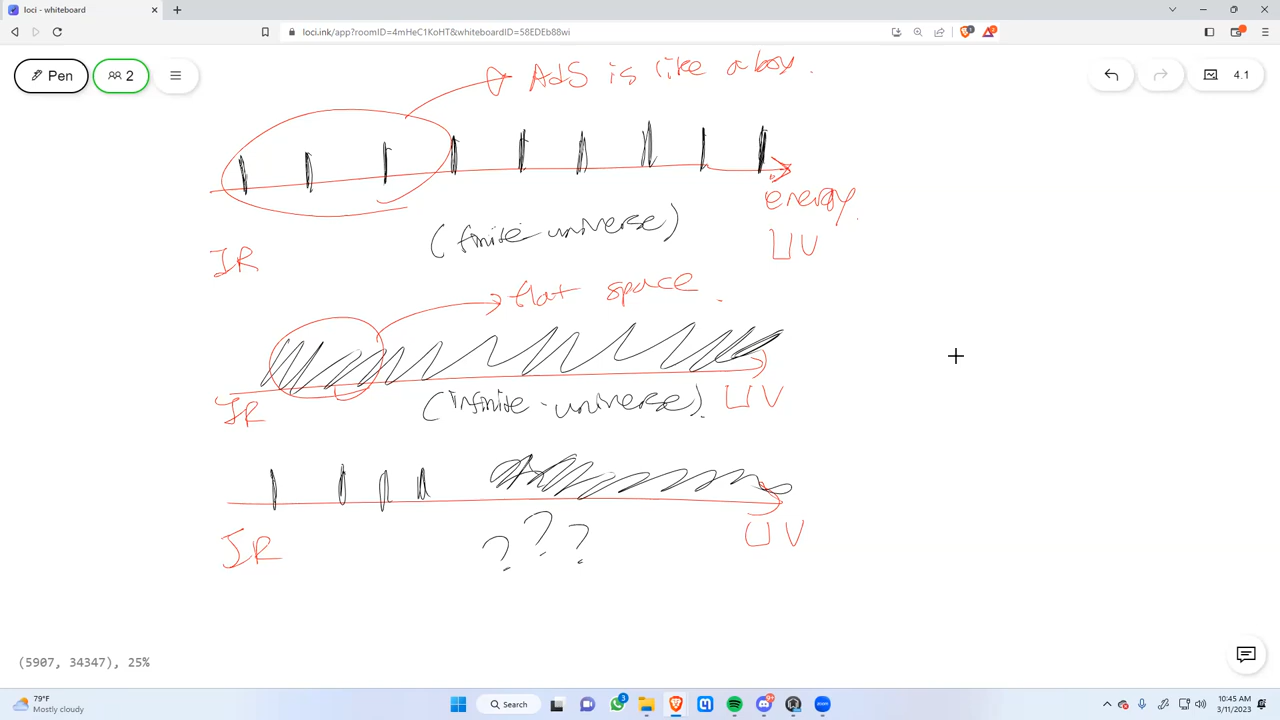 loci - whiteboard
loci.ink/app?roomID=4mHeC1KoHT&whiteboardID=58EDEb88wi
Pen
2
4.1
AdS is like a box.
energy
(finite universe)
IR
UV
flat space
IR
(infinite-universe)
UV
IR
UV
???
(5907, 34347), 25%
79°F
Mostly cloudy
Search
3
10:45 AM
3/11/2023